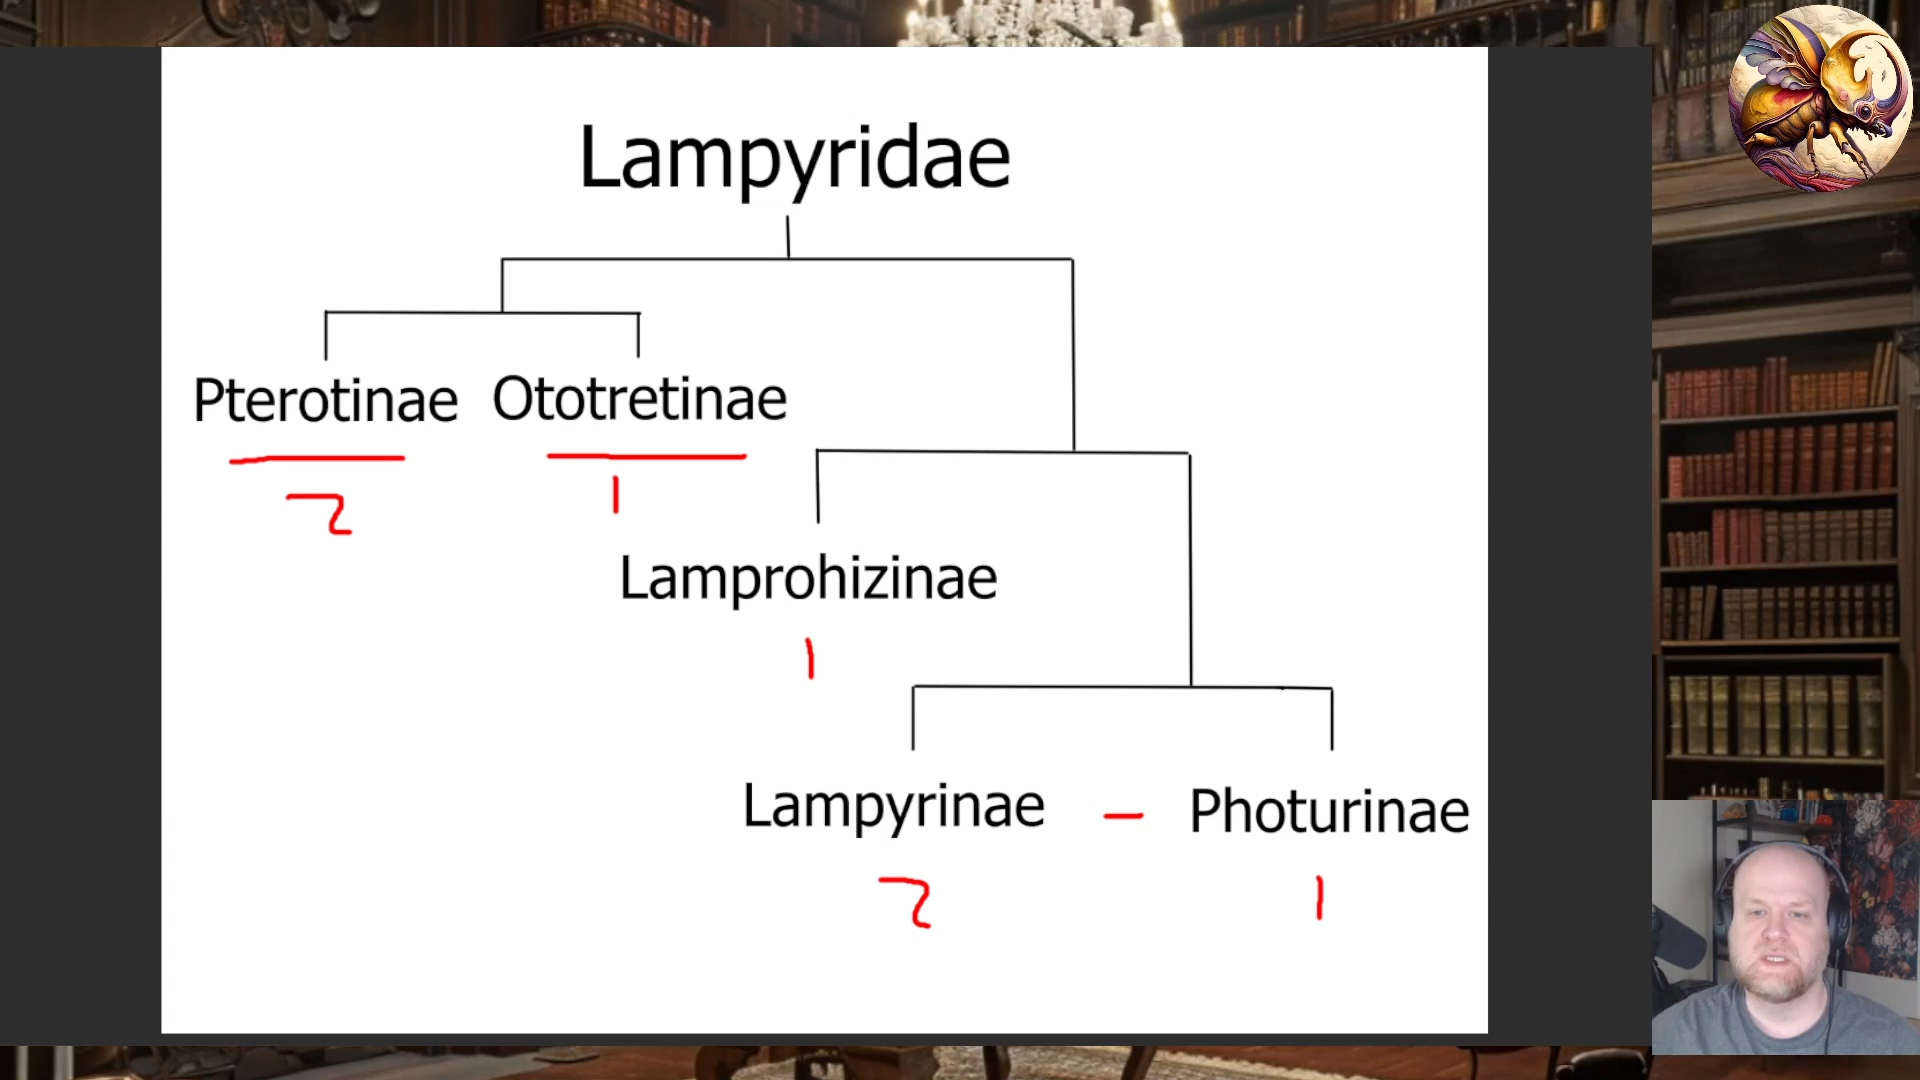 Lampyridae
Pterotinae Ototretinae
2 1
Lamprohizinae
1
Lampyrinae – Photurinae
2 1